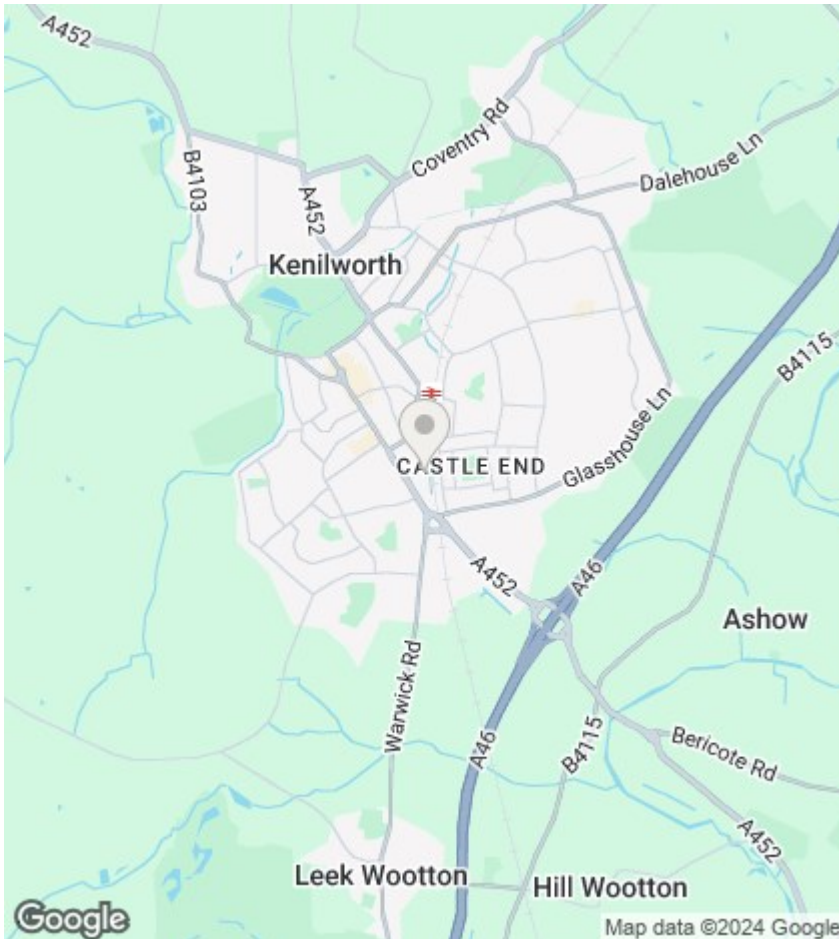 A452
Coventry Rd
Dalehouse Ln
B4103
A452
Kenilworth
B4115
CASTLE END
Glasshouse Ln
A452
A46
Ashow
Warwick Rd
A46
B4115
Bericote Rd
A452
Leek Wootton
Hill Wootton
Google
Map data ©2024 Google